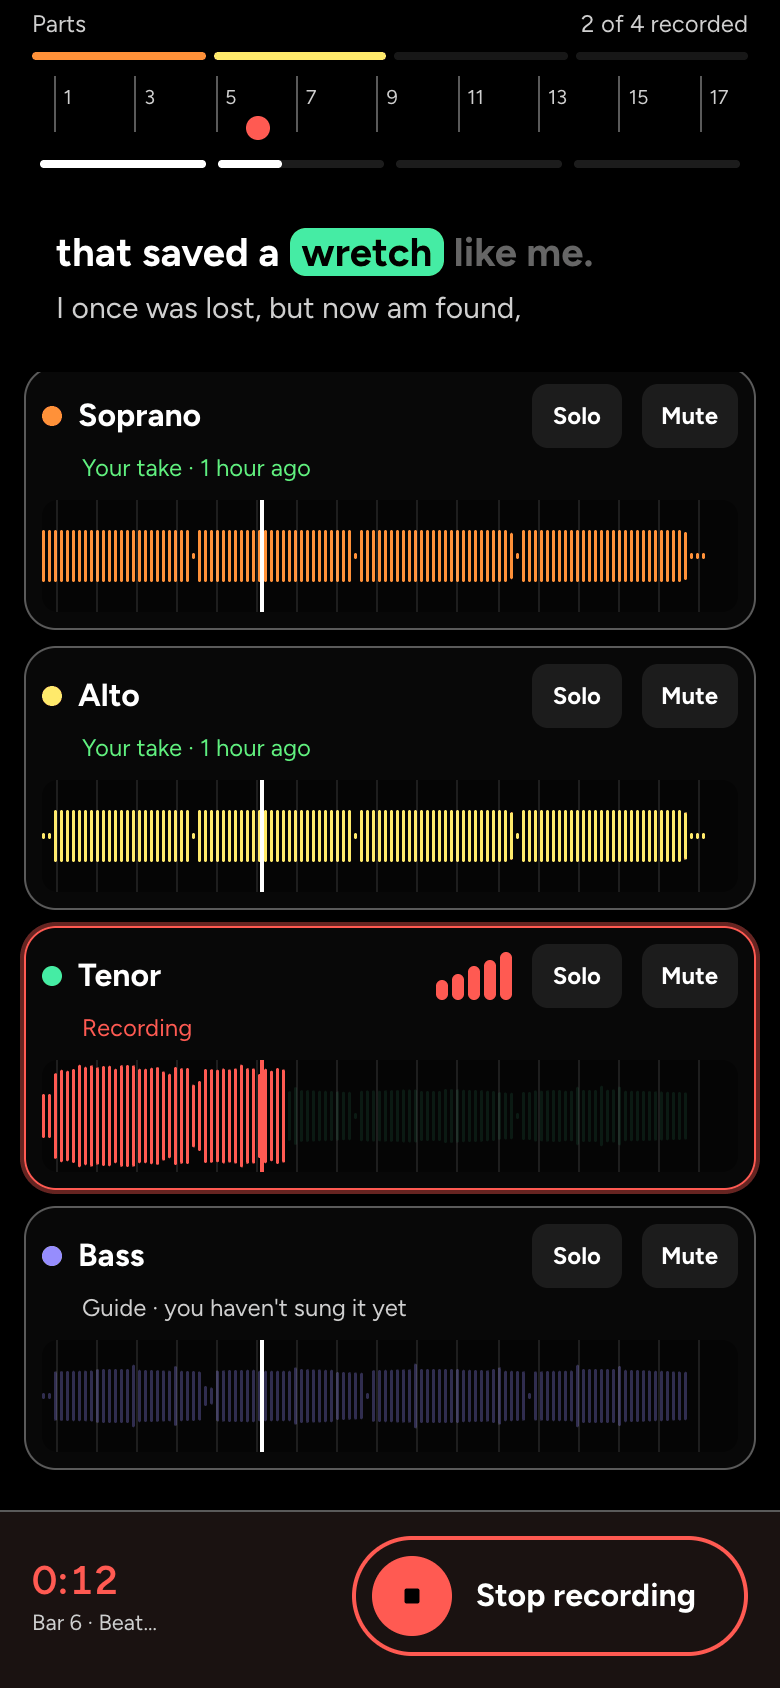 Parts 2 of 4 recorded
1 3 5 7 9 11 13 15 17
that saved a wretch like me.
I once was lost, but now am found,
Soprano Solo Mute
Your take · 1 hour ago
Alto Solo Mute
Your take · 1 hour ago
Tenor Solo Mute
Recording
Bass Solo Mute
Guide · you haven't sung it yet
0:12 Stop recording
Bar 6 · Beat...